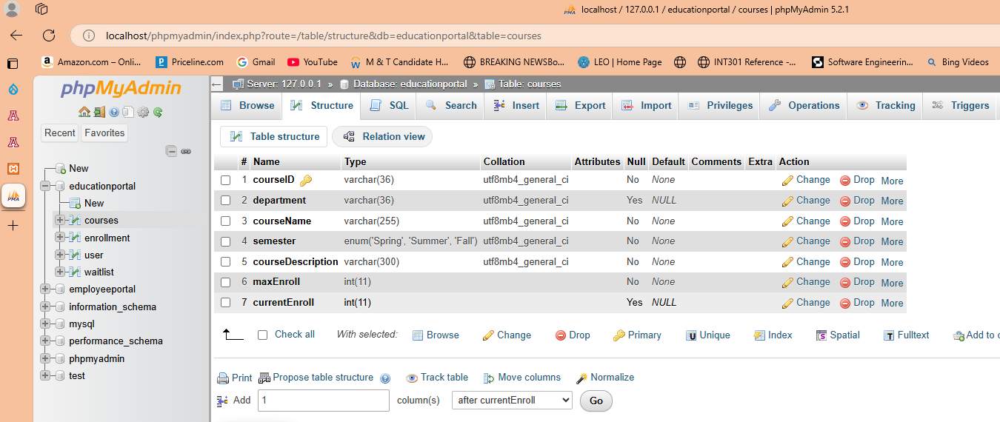 localhost / 127.0.0.1 / educationportal / courses | phpMyAdmin 5.2.1
localhost/phpmyadmin/index.php?route=/table/structure&db=educationportal&table=courses
Amazon.com – Onli... Priceline.com Gmail YouTube M & T Candidate H... BREAKING NEWSBo... LEO | Home Page INT301 Reference -... Software Engineerin... Bing Videos
phpMyAdmin
Recent Favorites
New
educationportal
New
courses
enrollment
user
waitlist
employeeportal
information_schema
mysql
performance_schema
phpmyadmin
test
Server: 127.0.0.1 » Database: educationportal » Table: courses
Browse Structure SQL Search Insert Export Import Privileges Operations Tracking Triggers
Table structure Relation view
# Name Type Collation Attributes Null Default Comments Extra Action
1 courseID varchar(36) utf8mb4_general_ci No None Change Drop More
2 department varchar(36) utf8mb4_general_ci Yes NULL Change Drop More
3 courseName varchar(255) utf8mb4_general_ci No None Change Drop More
4 semester enum('Spring', 'Summer', 'Fall') utf8mb4_general_ci No None Change Drop More
5 courseDescription varchar(300) utf8mb4_general_ci No None Change Drop More
6 maxEnroll int(11) No None Change Drop More
7 currentEnroll int(11) Yes NULL Change Drop More
Check all With selected: Browse Change Drop Primary Unique Index Spatial Fulltext Add to c
Print Propose table structure Track table Move columns Normalize
Add 1 column(s) after currentEnroll Go